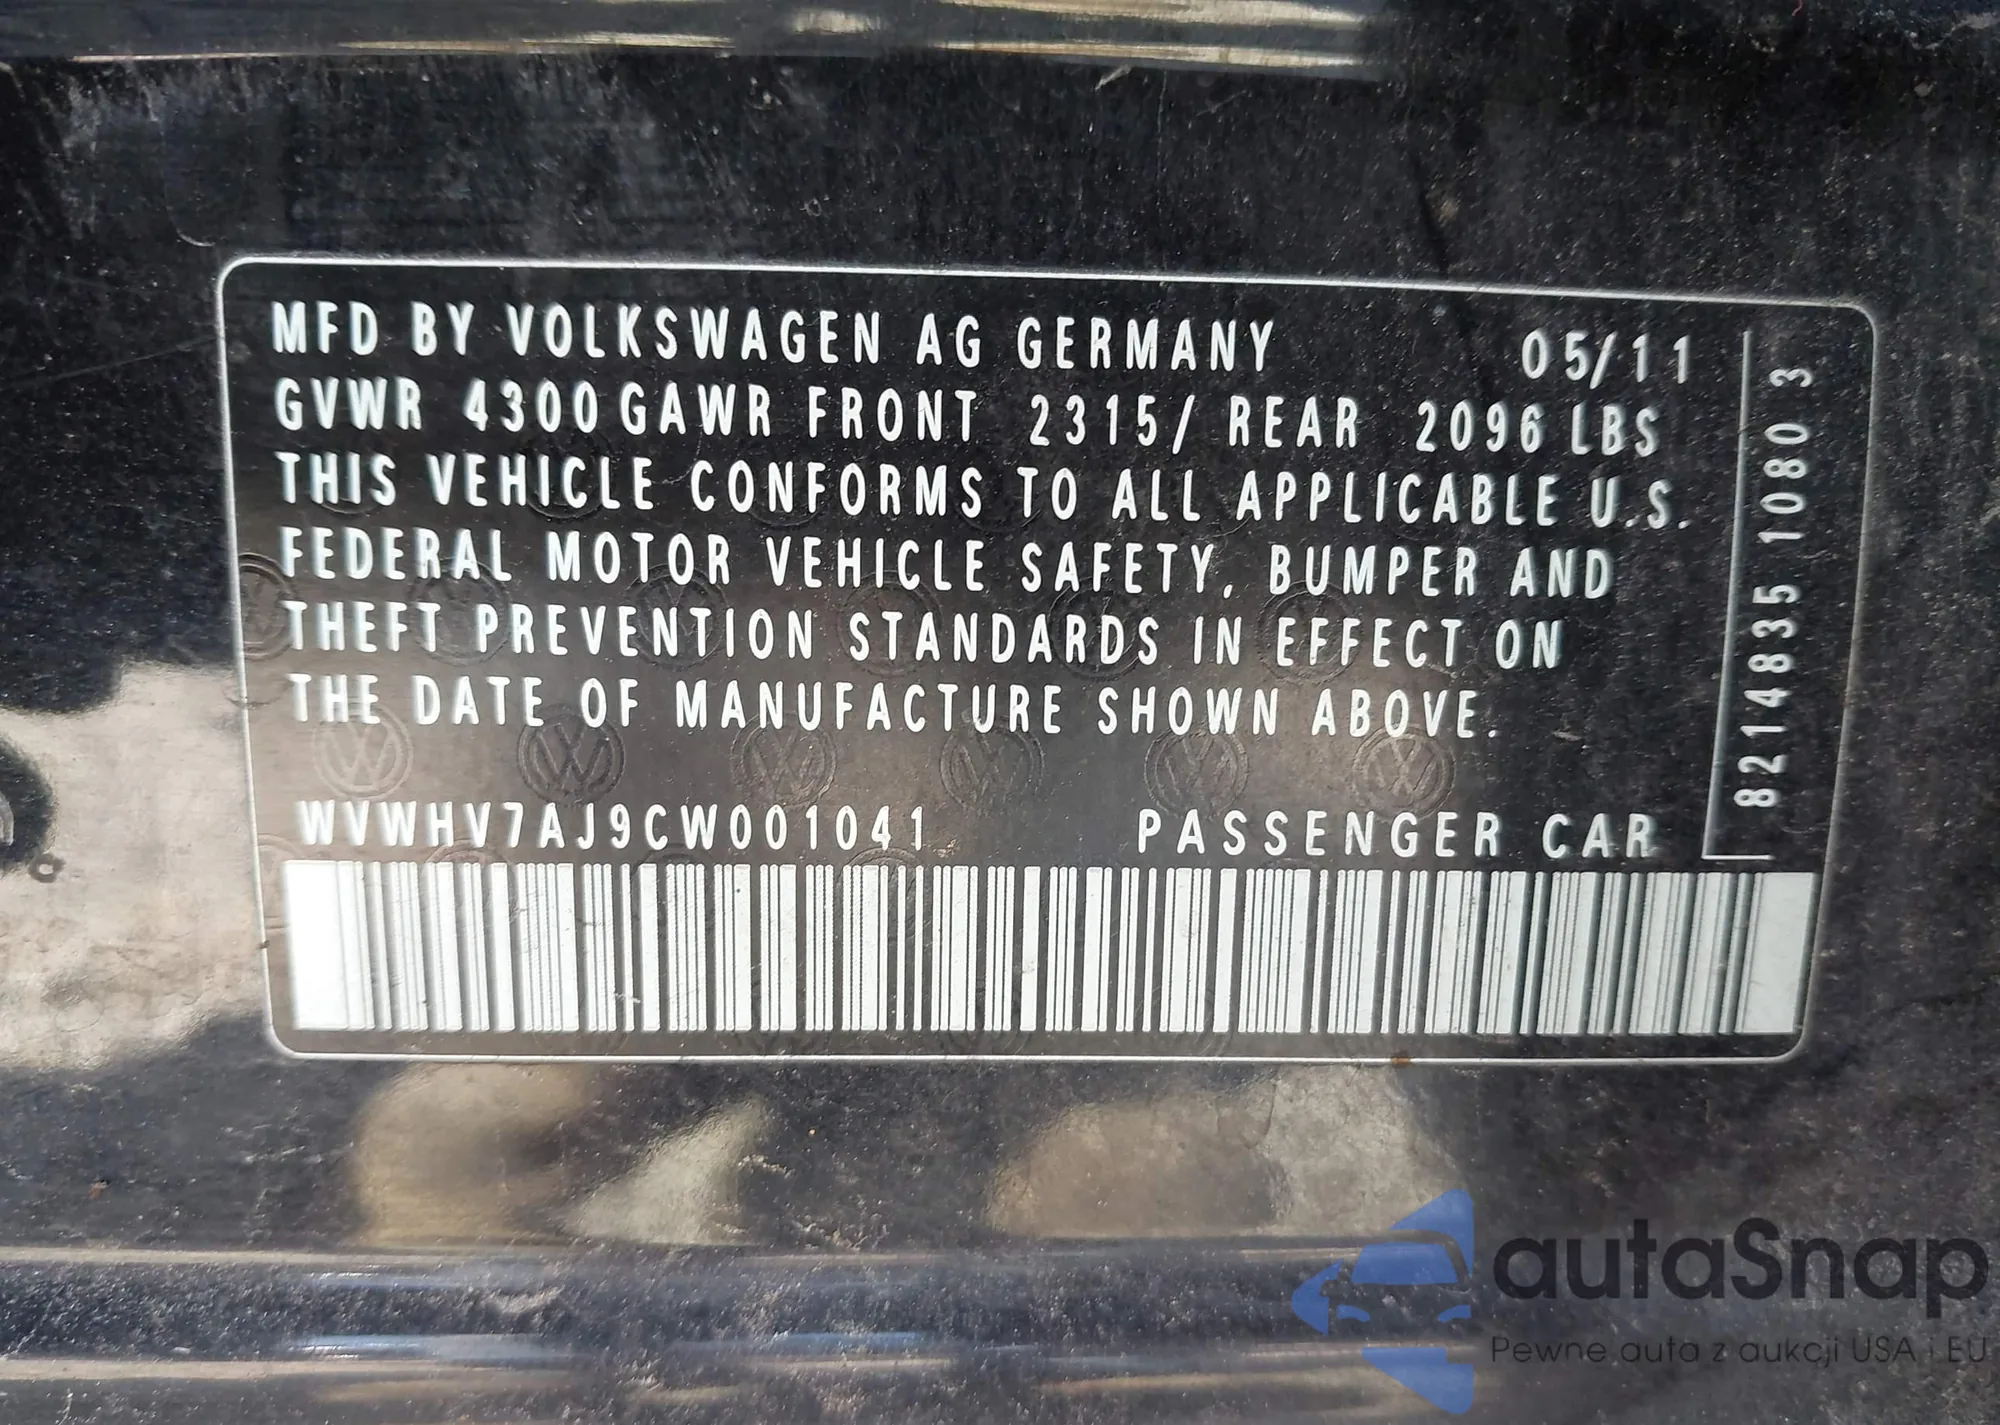 MFD BY VOLKSWAGEN AG GERMANY 05/11
GVWR 4300 GAWR FRONT 2315/ REAR 2096 LBS
THIS VEHICLE CONFORMS TO ALL APPLICABLE U.S.
FEDERAL MOTOR VEHICLE SAFETY, BUMPER AND
THEFT PREVENTION STANDARDS IN EFFECT ON
THE DATE OF MANUFACTURE SHOWN ABOVE.
WVWHV7AJ9CW001041 PASSENGER CAR
8214835 1080 3
autaSnap
Pewne auta z aukcji USA i EU